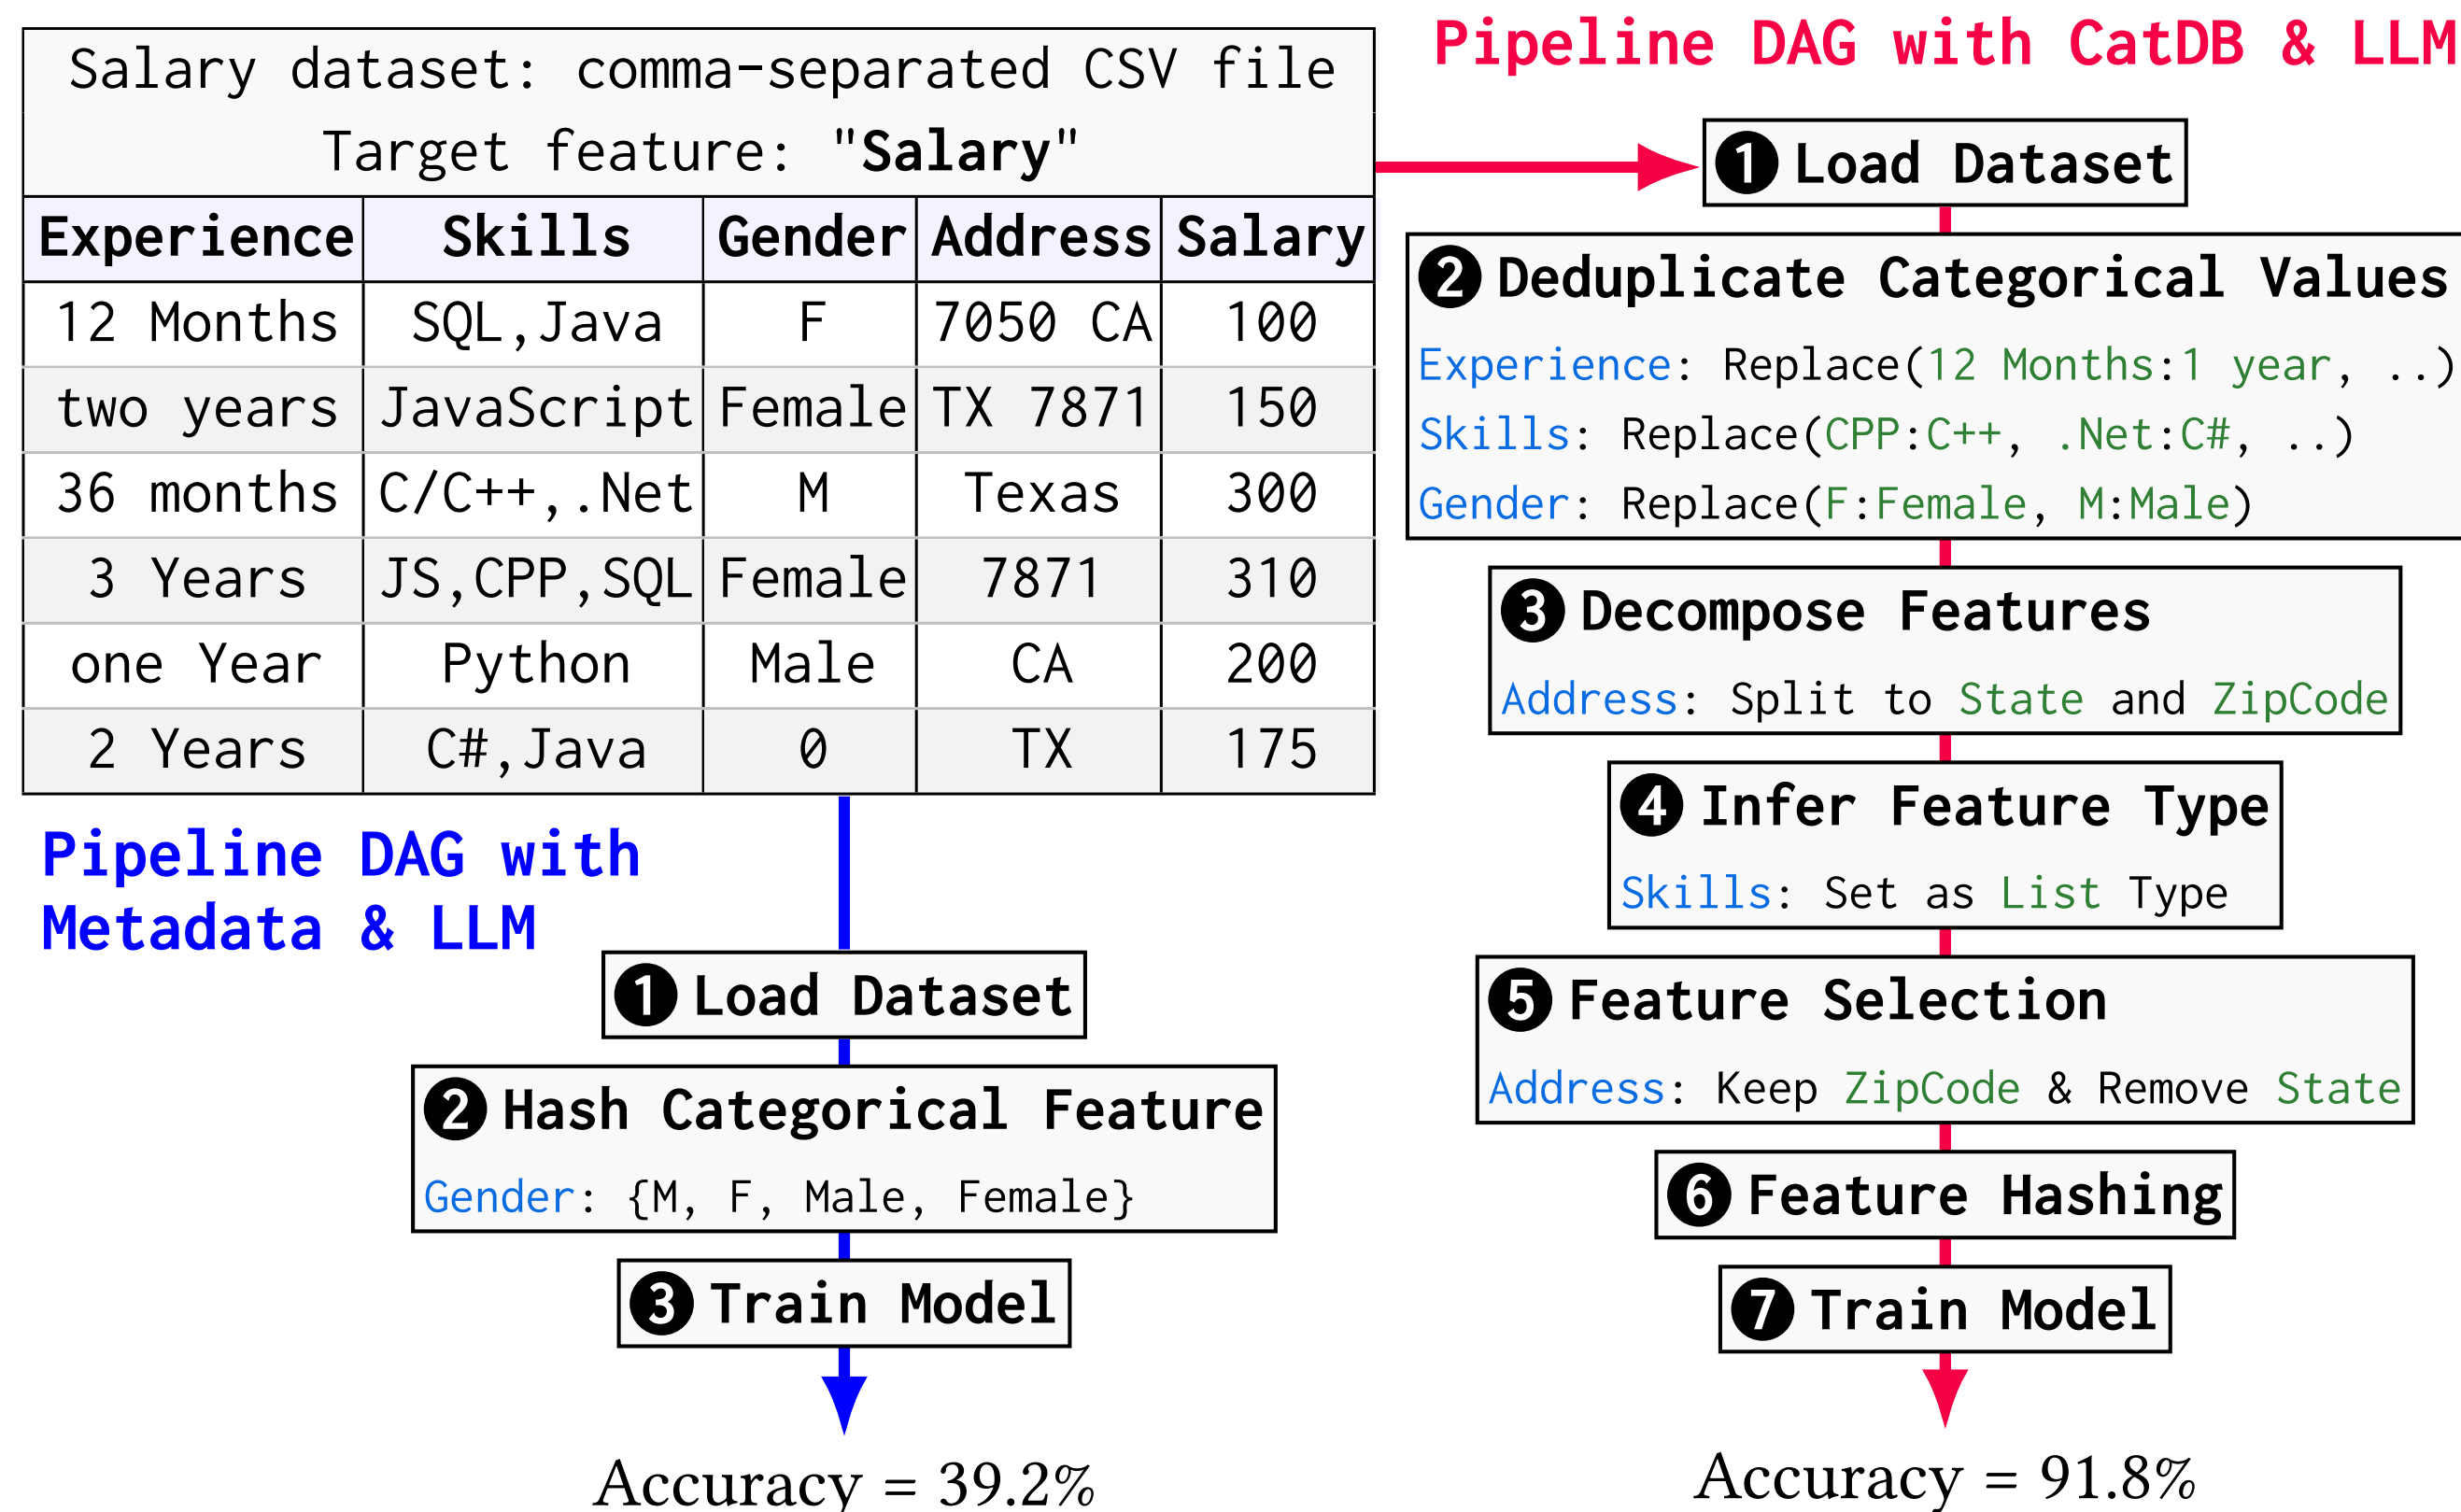 Salary dataset: comma-separated CSV file
Target feature: "Salary"
Experience Skills Gender Address Salary
12 Months SQL,Java F 7050 CA 100
two years JavaScript Female TX 7871 150
36 months C/C++,.Net M Texas 300
3 Years JS,CPP,SQL Female 7871 310
one Year Python Male CA 200
2 Years C#,Java 0 TX 175
Pipeline DAG with
Metadata & LLM
1 Load Dataset
2 Hash Categorical Feature
Gender: {M, F, Male, Female}
3 Train Model
Accuracy = 39.2%
Pipeline DAG with CatDB & LLM
1 Load Dataset
2 Deduplicate Categorical Values
Experience: Replace(12 Months:1 year, ..)
Skills: Replace(CPP:C++, .Net:C#, ..)
Gender: Replace(F:Female, M:Male)
3 Decompose Features
Address: Split to State and ZipCode
4 Infer Feature Type
Skills: Set as List Type
5 Feature Selection
Address: Keep ZipCode & Remove State
6 Feature Hashing
7 Train Model
Accuracy = 91.8%